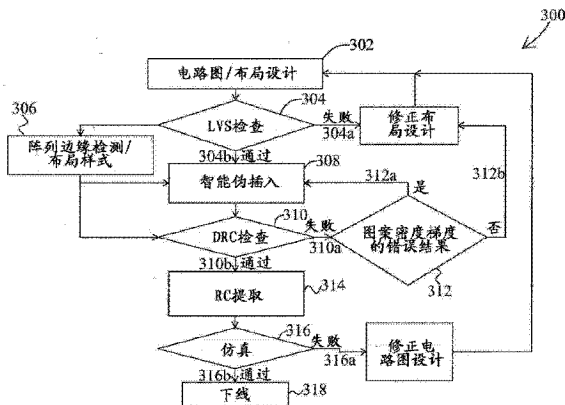 300
302
电路图/布局设计
304
306
LVS检查
失败
304a
修正布
局设计
阵列边缘检测/
布局样式
304b 通过
308
智能伪插入
312a
是
312b
310
DRC检查
失败
310a
图案密度梯度
的错误结果
否
310b 通过
312
RC提取
314
316
仿真
失败
316a
修正电
路图设计
316b 通过
下线
318